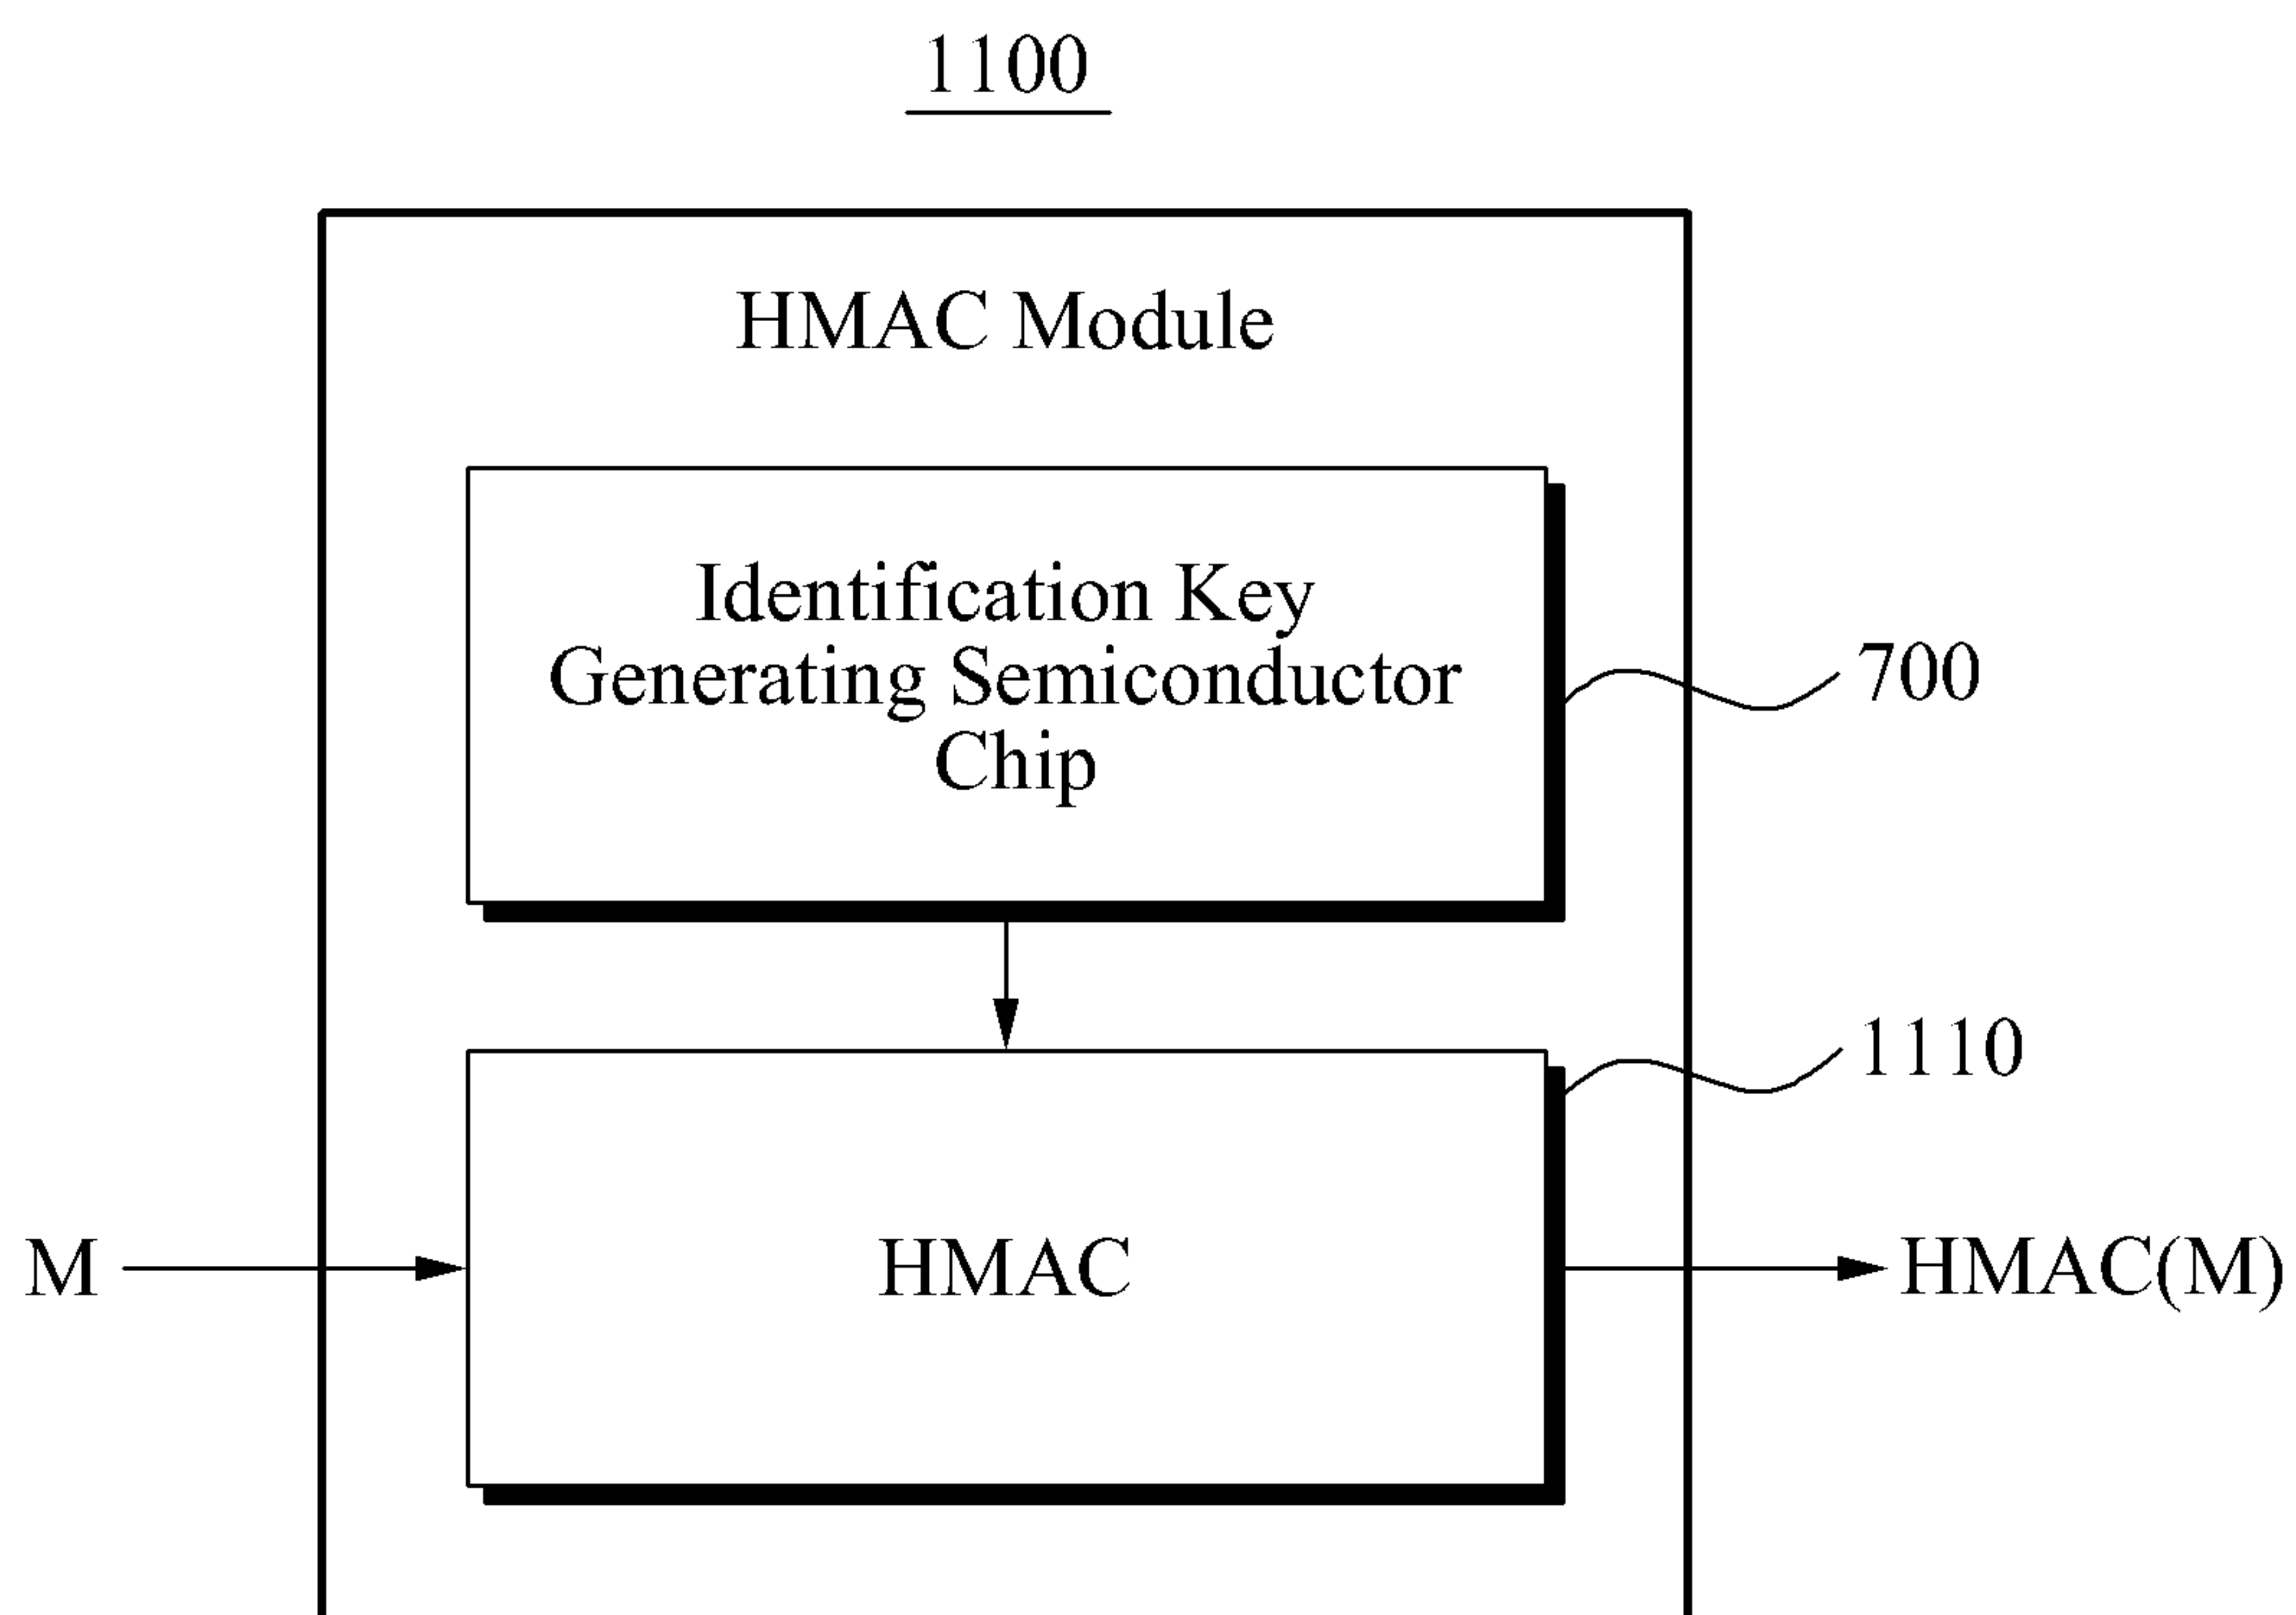 1100
HMAC Module
Identification Key
Generating Semiconductor
Chip
700
1110
M
HMAC
HMAC(M)